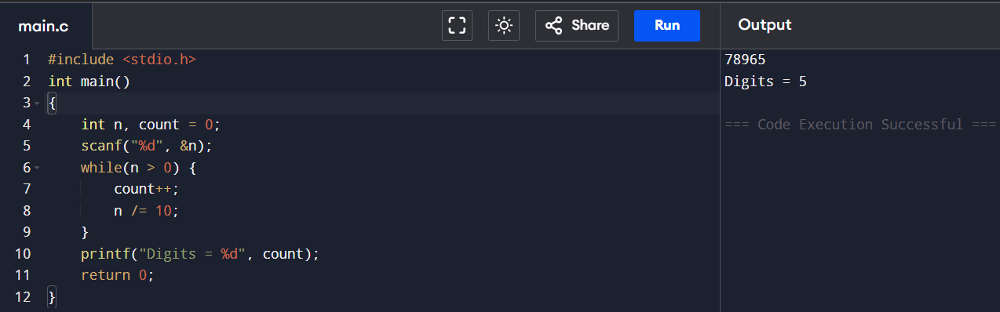 main.c Share Run Output
1 #include <stdio.h>
2 int main()
3 {
4     int n, count = 0;
5     scanf("%d", &n);
6     while(n > 0) {
7         count++;
8         n /= 10;
9     }
10     printf("Digits = %d", count);
11     return 0;
12 }
78965
Digits = 5
=== Code Execution Successful ===